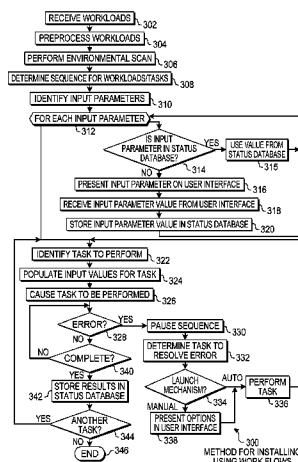 RECEIVE WORKLOADS
302
PREPROCESS WORKLOADS
304
PERFORM ENVIRONMENTAL SCAN
306
DETERMINE SEQUENCE FOR WORKLOADS/TASKS
308
IDENTIFY INPUT PARAMETERS
310
FOR EACH INPUT PARAMETER
312
IS
INPUT
PARAMETER IN STATUS
DATABASE?
314
YES
USE VALUE FROM
STATUS DATABASE
315
NO
PRESENT INPUT PARAMETER ON USER INTERFACE
316
RECEIVE INPUT PARAMETER VALUE FROM USER INTERFACE
318
STORE INPUT PARAMETER VALUE IN STATUS DATABASE
320
IDENTIFY TASK TO PERFORM
322
POPULATE INPUT VALUES FOR TASK
324
CAUSE TASK TO BE PERFORMED
326
ERROR?
328
YES
PAUSE SEQUENCE
330
NO
DETERMINE TASK TO
RESOLVE ERROR
332
NO
COMPLETE?
340
YES
LAUNCH
MECHANISM?
334
AUTO
PERFORM
TASK
336
342
STORE RESULTS IN
STATUS DATABASE
MANUAL
PRESENT OPTIONS
IN USER INTERFACE
338
YES
ANOTHER
TASK?
344
NO
END
346
300
METHOD FOR INSTALLING
USING WORK FLOWS